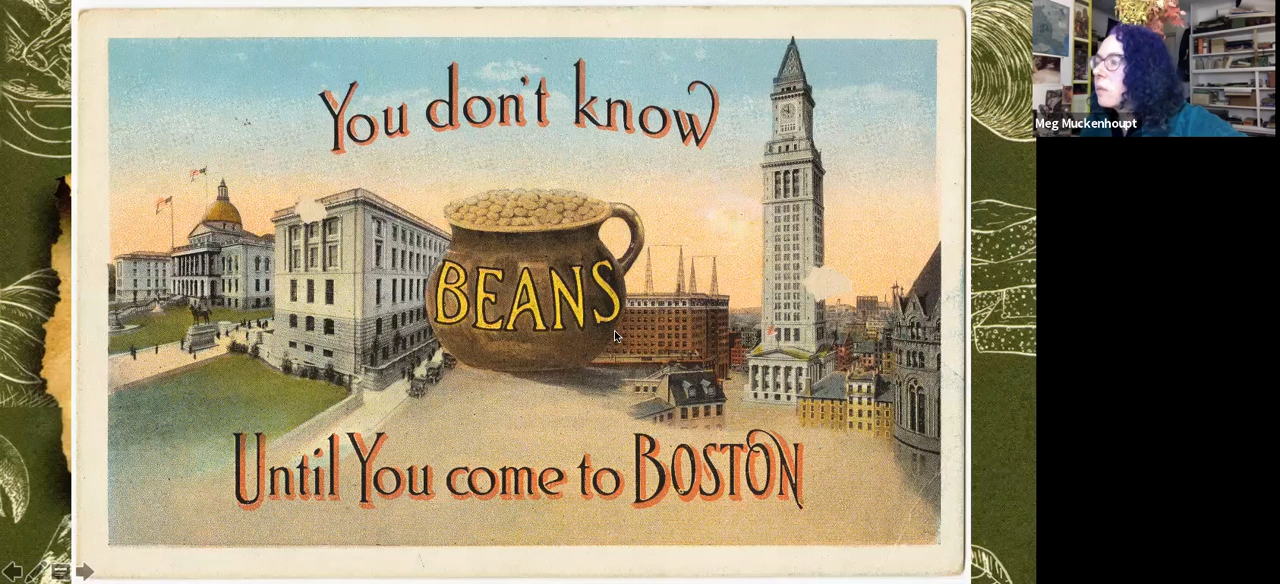 You don't know
BEANS
Until You come to BOSTON
Meg Muckenhoupt